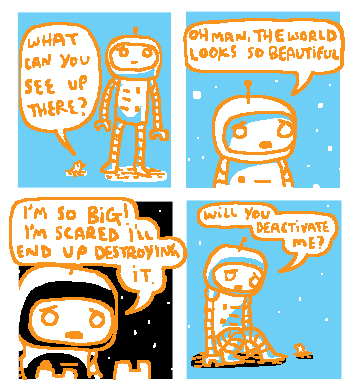 WHAT
CAN YOU
SEE UP
THERE?
OH MAN, THE WORLD
LOOKS SO BEAUTIFUL
I'M SO BIG!
I'M SCARED I'LL
END UP DESTROYING
IT.
WILL YOU
DEACTIVATE
ME?